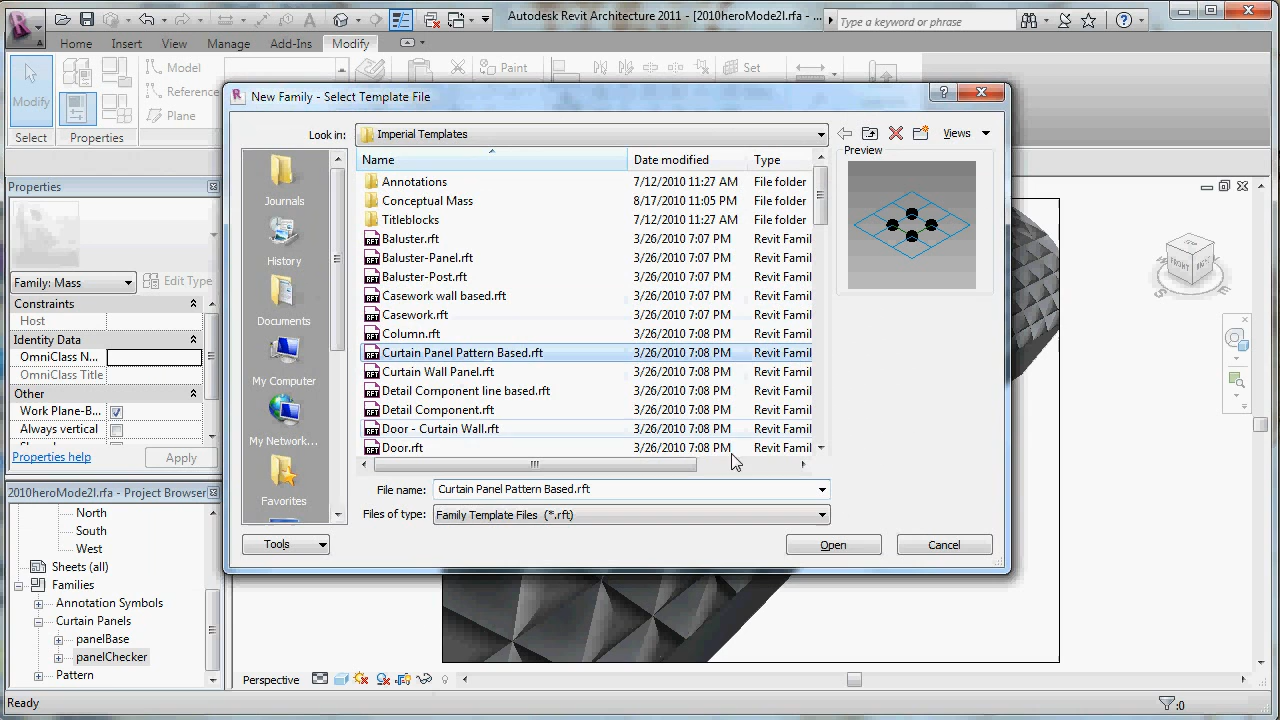 Autodesk Revit Architecture 2011 - [2010heroMode2I.rfa - ...
Type a keyword or phrase
Home Insert View Manage Add-Ins Modify
Modify
Model
Reference
Plane
Paint
Set
Select Properties
New Family - Select Template File
Look in: Imperial Templates
Views
Preview
Name Date modified Type
Annotations 7/12/2010 11:27 AM File folder
Conceptual Mass 8/17/2010 11:05 PM File folder
Titleblocks 7/12/2010 11:27 AM File folder
Baluster.rft 3/26/2010 7:07 PM Revit Famil
Baluster-Panel.rft 3/26/2010 7:07 PM Revit Famil
Baluster-Post.rft 3/26/2010 7:07 PM Revit Famil
Casework wall based.rft 3/26/2010 7:07 PM Revit Famil
Casework.rft 3/26/2010 7:07 PM Revit Famil
Column.rft 3/26/2010 7:08 PM Revit Famil
Curtain Panel Pattern Based.rft 3/26/2010 7:08 PM Revit Famil
Curtain Wall Panel.rft 3/26/2010 7:08 PM Revit Famil
Detail Component line based.rft 3/26/2010 7:08 PM Revit Famil
Detail Component.rft 3/26/2010 7:08 PM Revit Famil
Door - Curtain Wall.rft 3/26/2010 7:08 PM Revit Famil
Door.rft 3/26/2010 7:08 PM Revit Famil
Journals
History
Documents
My Computer
My Network...
Favorites
File name: Curtain Panel Pattern Based.rft
Files of type: Family Template Files (*.rft)
Tools
Open
Cancel
Properties
Family: Mass
Edit Type
Constraints
Host
Identity Data
OmniClass N...
OmniClass Title
Other
Work Plane-B...
Always vertical
Properties help
Apply
2010heroMode2I.rfa - Project Browser
North
South
West
Sheets (all)
Families
Annotation Symbols
Curtain Panels
panelBase
panelChecker
Pattern
TOP
FRONT
Perspective
Ready
:0